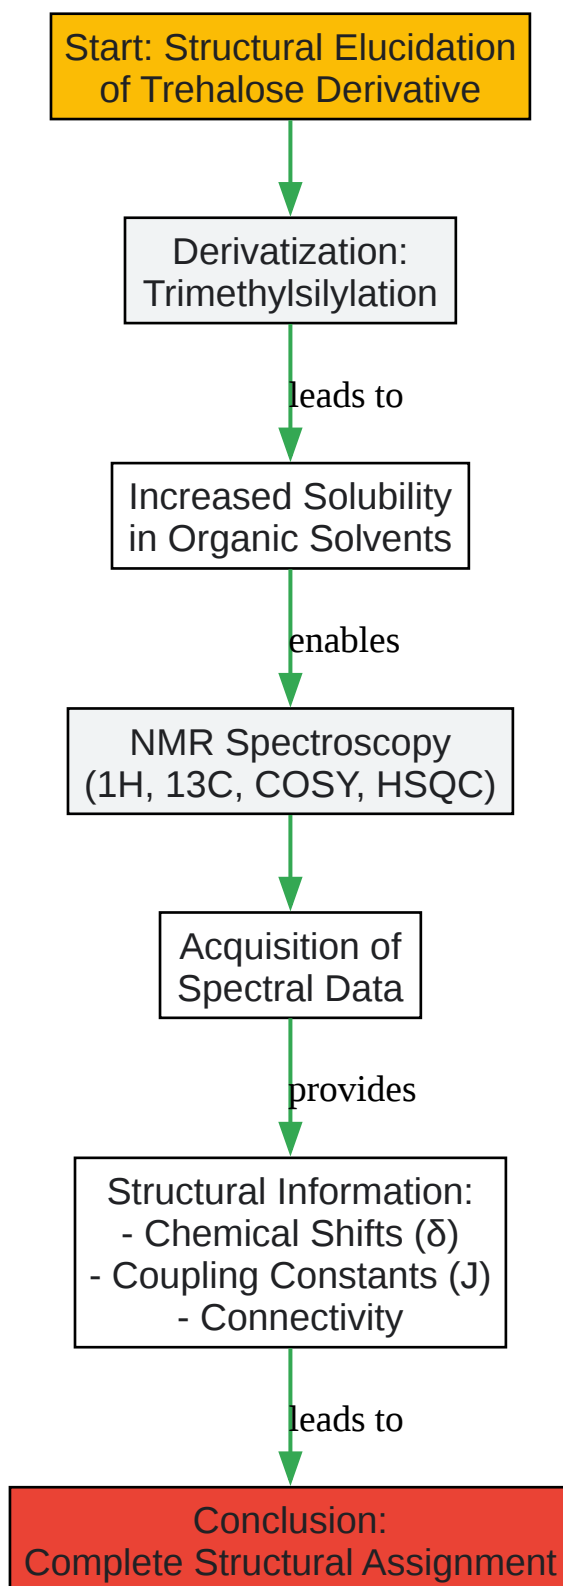 Start: Structural Elucidation
of Trehalose Derivative
Derivatization:
Trimethylsilylation
leads to
Increased Solubility
in Organic Solvents
enables
NMR Spectroscopy
(1H, 13C, COSY, HSQC)
Acquisition of
Spectral Data
provides
Structural Information:
- Chemical Shifts (δ)
- Coupling Constants (J)
- Connectivity
leads to
Conclusion:
Complete Structural Assignment